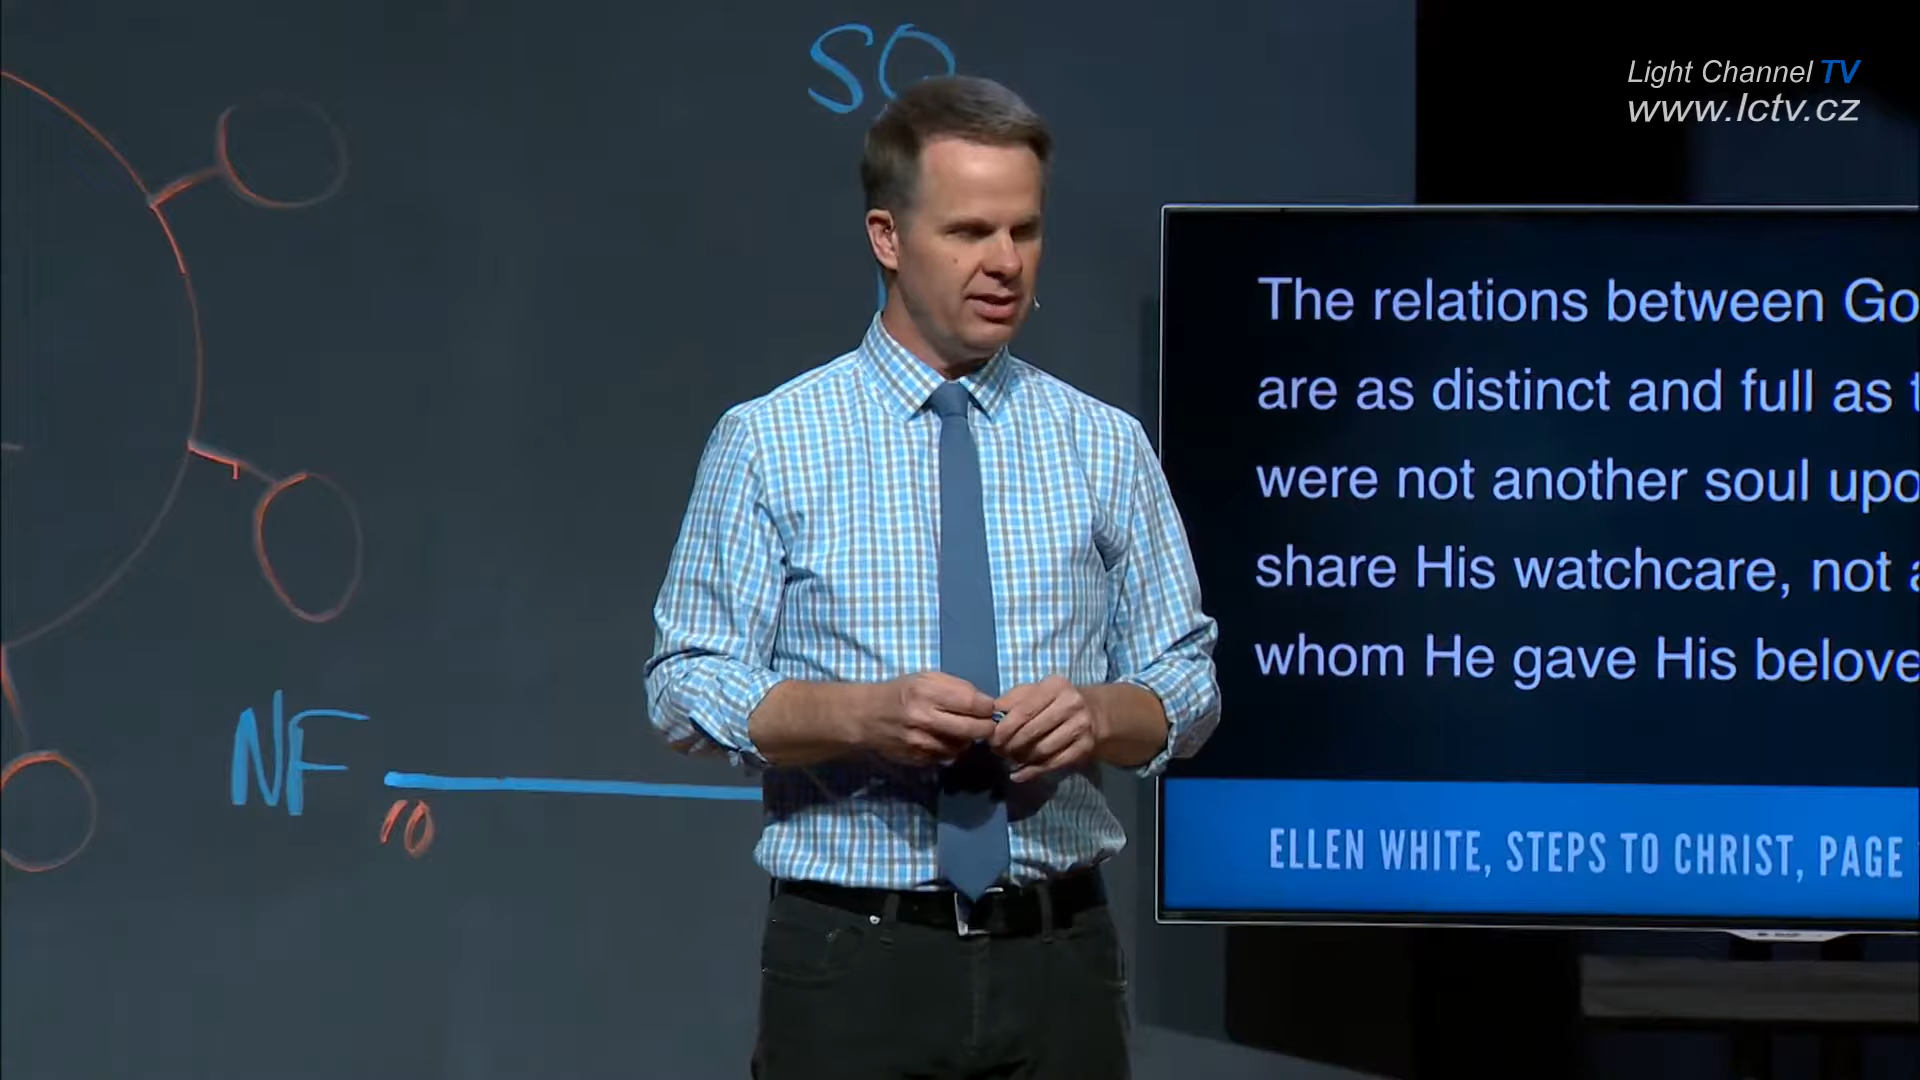 SO
Light Channel TV
www.lctv.cz
The relations between Go
are as distinct and full as t
were not another soul upo
share His watchcare, not a
whom He gave His belove
NF
10
ELLEN WHITE, STEPS TO CHRIST, PAGE